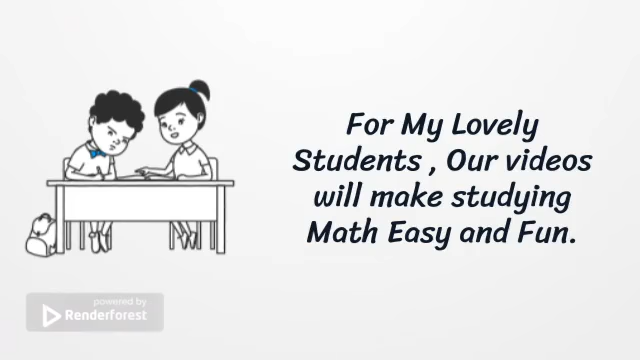 For My Lovely
Students , Our videos
will make studying
Math Easy and Fun.
powered by
Renderforest